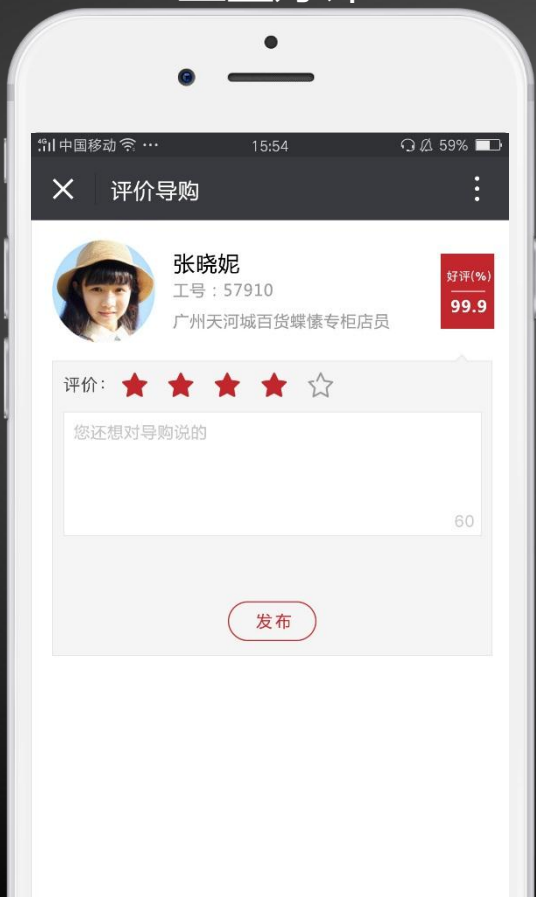 4G 中国移动 ... 15:54 59%
评价导购
张晓妮
工号：57910
广州天河城百货蝶愫专柜店员
好评(%)
99.9
评价：
您还想对导购说的
60
发布